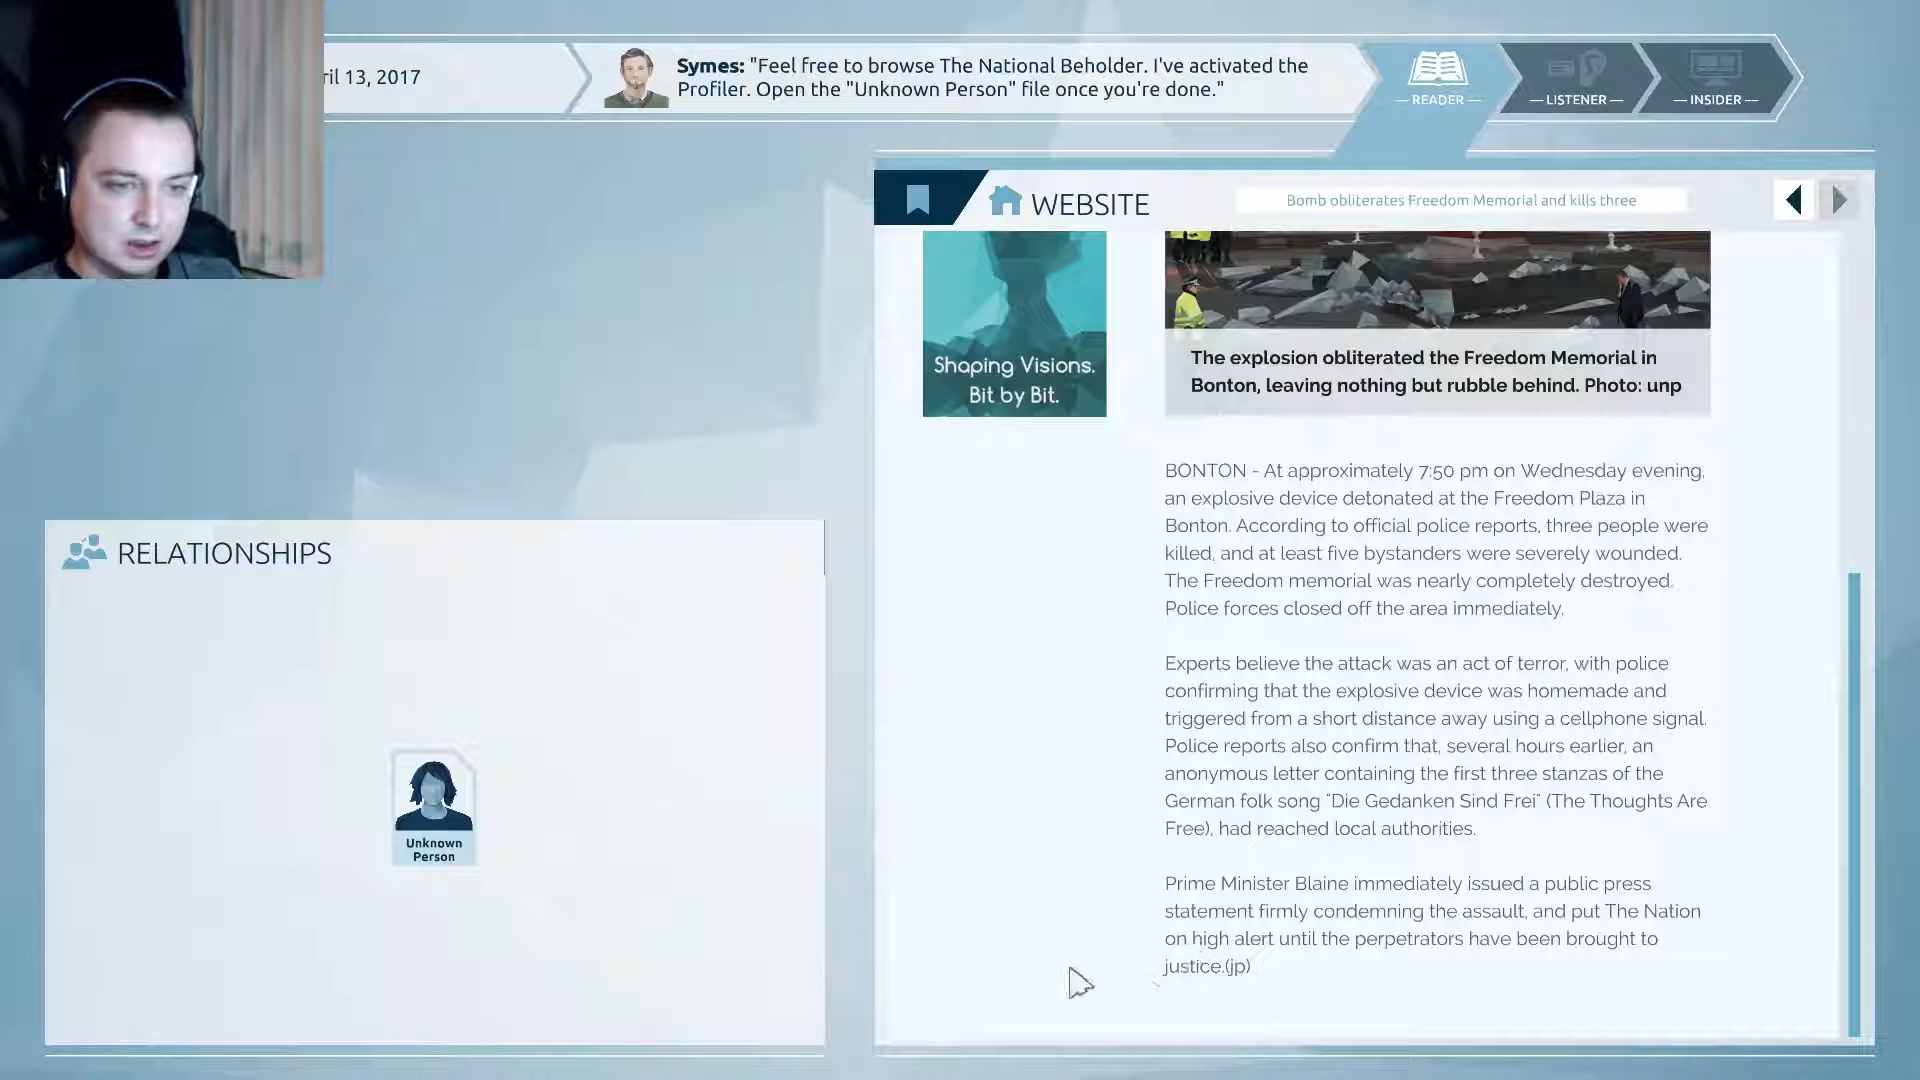 ril 13, 2017
Symes: "Feel free to browse The National Beholder. I've activated the
Profiler. Open the "Unknown Person" file once you're done."
READER
LISTENER
INSIDER
WEBSITE
Bomb obliterates Freedom Memorial and kills three
Shaping Visions.
Bit by Bit.
The explosion obliterated the Freedom Memorial in
Bonton, leaving nothing but rubble behind. Photo: unp
BONTON - At approximately 7:50 pm on Wednesday evening,
an explosive device detonated at the Freedom Plaza in
Bonton. According to official police reports, three people were
killed, and at least five bystanders were severely wounded.
The Freedom memorial was nearly completely destroyed.
Police forces closed off the area immediately.
Experts believe the attack was an act of terror, with police
confirming that the explosive device was homemade and
triggered from a short distance away using a cellphone signal.
Police reports also confirm that, several hours earlier, an
anonymous letter containing the first three stanzas of the
German folk song "Die Gedanken Sind Frei" (The Thoughts Are
Free), had reached local authorities.
Prime Minister Blaine immediately issued a public press
statement firmly condemning the assault, and put The Nation
on high alert until the perpetrators have been brought to
justice.(jp)
RELATIONSHIPS
Unknown
Person